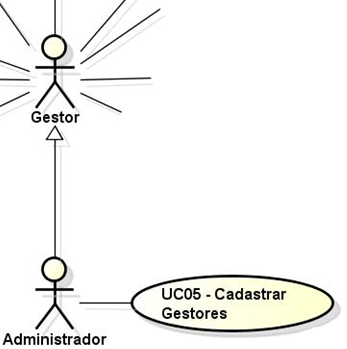 Gestor
UC05 - Cadastrar
Gestores
Administrador